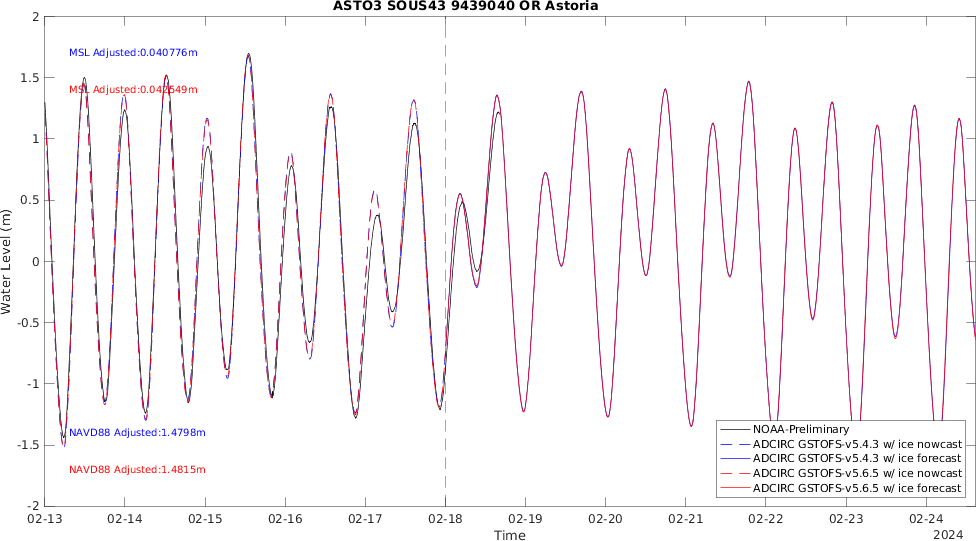 ASTO3 SOUS43 9439040 OR Astoria
2
1.5
1
0.5
0
-0.5
-1
-1.5
-2
Water Level (m)
MSL Adjusted:0.040776m
MSL Adjusted:0.042549m
NAVD88 Adjusted:1.4798m
NAVD88 Adjusted:1.4815m
NOAA-Preliminary
ADCIRC GSTOFS-v5.4.3 w/ ice nowcast
ADCIRC GSTOFS-v5.4.3 w/ ice forecast
ADCIRC GSTOFS-v5.6.5 w/ ice nowcast
ADCIRC GSTOFS-v5.6.5 w/ ice forecast
02-13 02-14 02-15 02-16 02-17 02-18 02-19 02-20 02-21 02-22 02-23 02-24
Time
2024